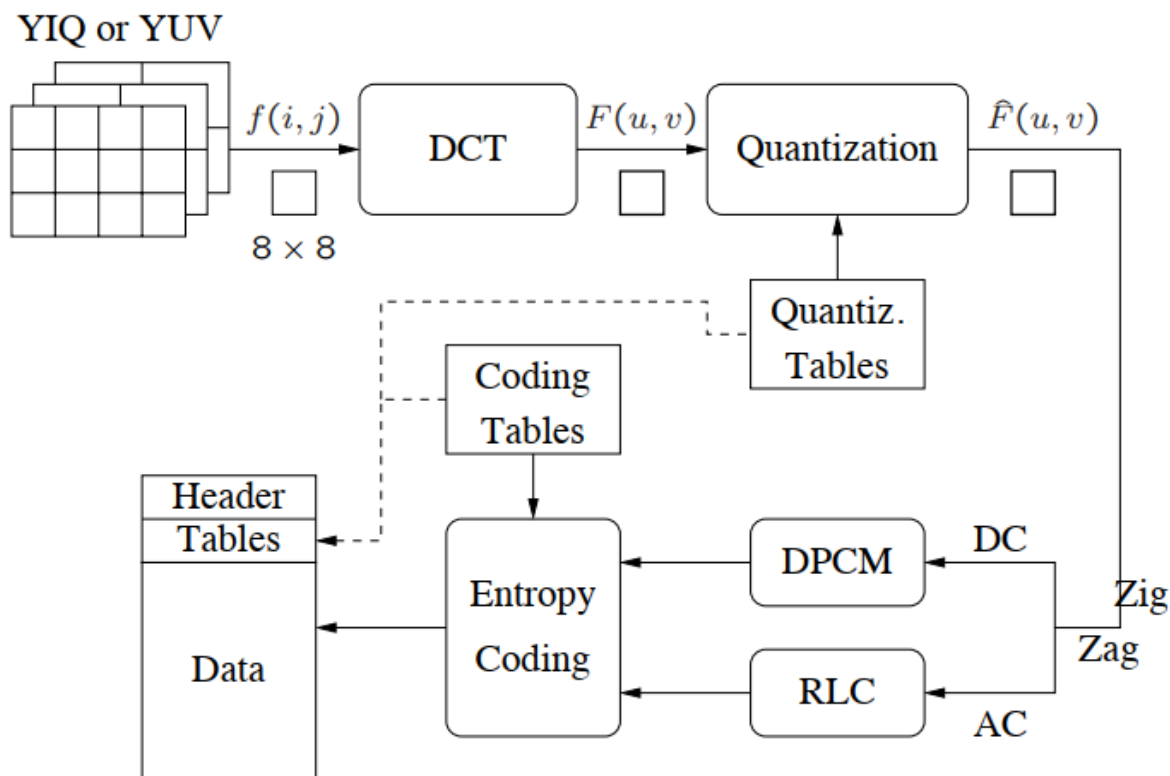 YIQ or YUV
f(i, j)
8 × 8
DCT
F(u, v)
Quantization
F̂(u, v)
Quantiz.
Tables
Coding
Tables
Header
Tables
Data
Entropy
Coding
DPCM
DC
Zig
Zag
RLC
AC